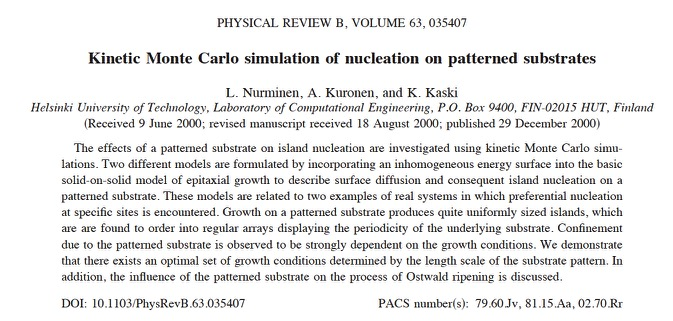 PHYSICAL REVIEW B, VOLUME 63, 035407
Kinetic Monte Carlo simulation of nucleation on patterned substrates
L. Nurminen, A. Kuronen, and K. Kaski
Helsinki University of Technology, Laboratory of Computational Engineering, P.O. Box 9400, FIN-02015 HUT, Finland
(Received 9 June 2000; revised manuscript received 18 August 2000; published 29 December 2000)
The effects of a patterned substrate on island nucleation are investigated using kinetic Monte Carlo simu-
lations. Two different models are formulated by incorporating an inhomogeneous energy surface into the basic
solid-on-solid model of epitaxial growth to describe surface diffusion and consequent island nucleation on a
patterned substrate. These models are related to two examples of real systems in which preferential nucleation
at specific sites is encountered. Growth on a patterned substrate produces quite uniformly sized islands, which
are are found to order into regular arrays displaying the periodicity of the underlying substrate. Confinement
due to the patterned substrate is observed to be strongly dependent on the growth conditions. We demonstrate
that there exists an optimal set of growth conditions determined by the length scale of the substrate pattern. In
addition, the influence of the patterned substrate on the process of Ostwald ripening is discussed.
DOI: 10.1103/PhysRevB.63.035407 PACS number(s): 79.60.Jv, 81.15.Aa, 02.70.Rr